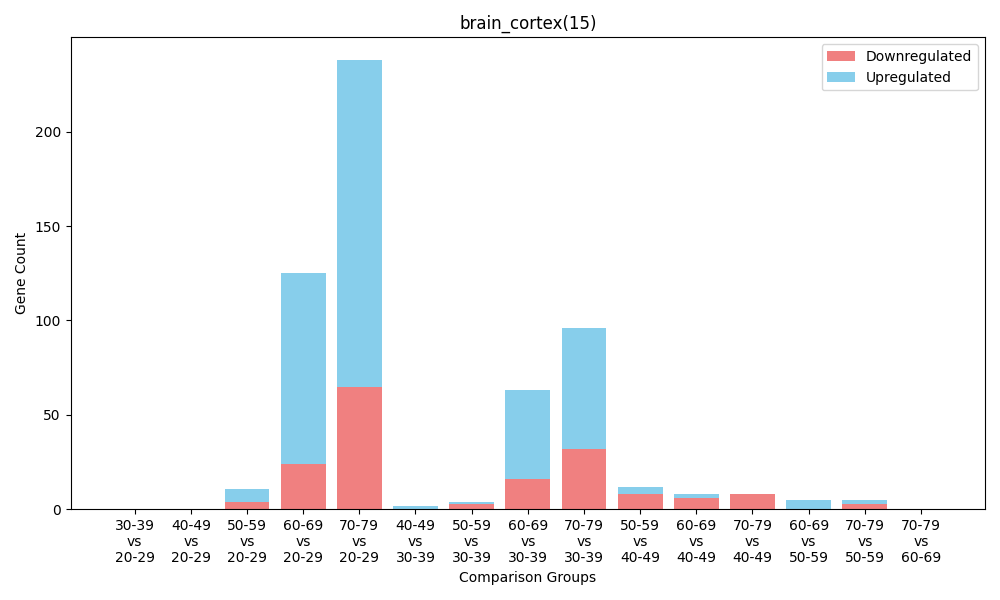 brain_cortex(15)
Downregulated
Upregulated
Gene Count
200
150
100
50
0
30-39
vs
20-29
40-49
vs
20-29
50-59
vs
20-29
60-69
vs
20-29
70-79
vs
20-29
40-49
vs
30-39
50-59
vs
30-39
60-69
vs
30-39
70-79
vs
30-39
50-59
vs
40-49
60-69
vs
40-49
70-79
vs
40-49
60-69
vs
50-59
70-79
vs
50-59
70-79
vs
60-69
Comparison Groups